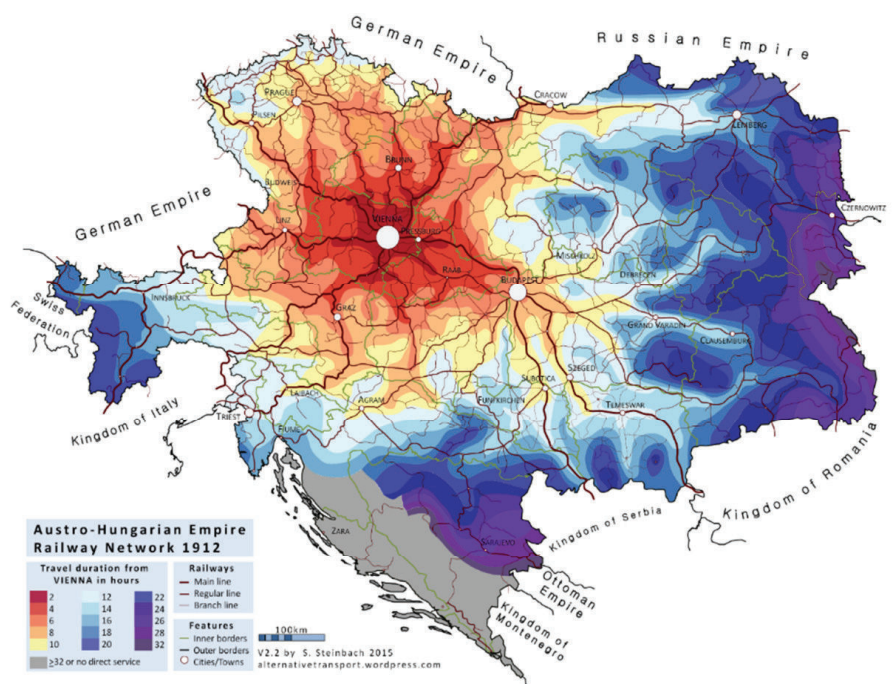 German Empire
Russian Empire
CRACOW
PRAGUE
PILSEN
LEMBERG
BRUNN
BUDWEIS
German Empire
CZERNOWITZ
LINZ
VIENNA
PRESSBURG
MISCHKOLZ
RAAB
DEBRECEN
BUDAPEST
Swiss
Federation
INNSBRUCK
GRAZ
GRAND VARADIN
CLAUSEMBURG
SZEGED
SUBOTICA
LAIBACH
AGRAM
FUNFKIRCHEN
TEMESWAR
Kingdom of Italy
TRIEST
FIUME
Kingdom of Romania
Kingdom of Serbia
ZARA
SARAJEVO
Ottoman
Empire
Kingdom of
Montenegro
Austro-Hungarian Empire
Railway Network 1912
Travel duration from
VIENNA in hours
2 12 22
4 14 24
6 16 26
8 18 28
10 20 32
≥32 or no direct service
Railways
Main line
Regular line
Branch line
Features
Inner borders
Outer borders
Cities/Towns
100km
V2.2 by S. Steinbach 2015
alternativetransport.wordpress.com